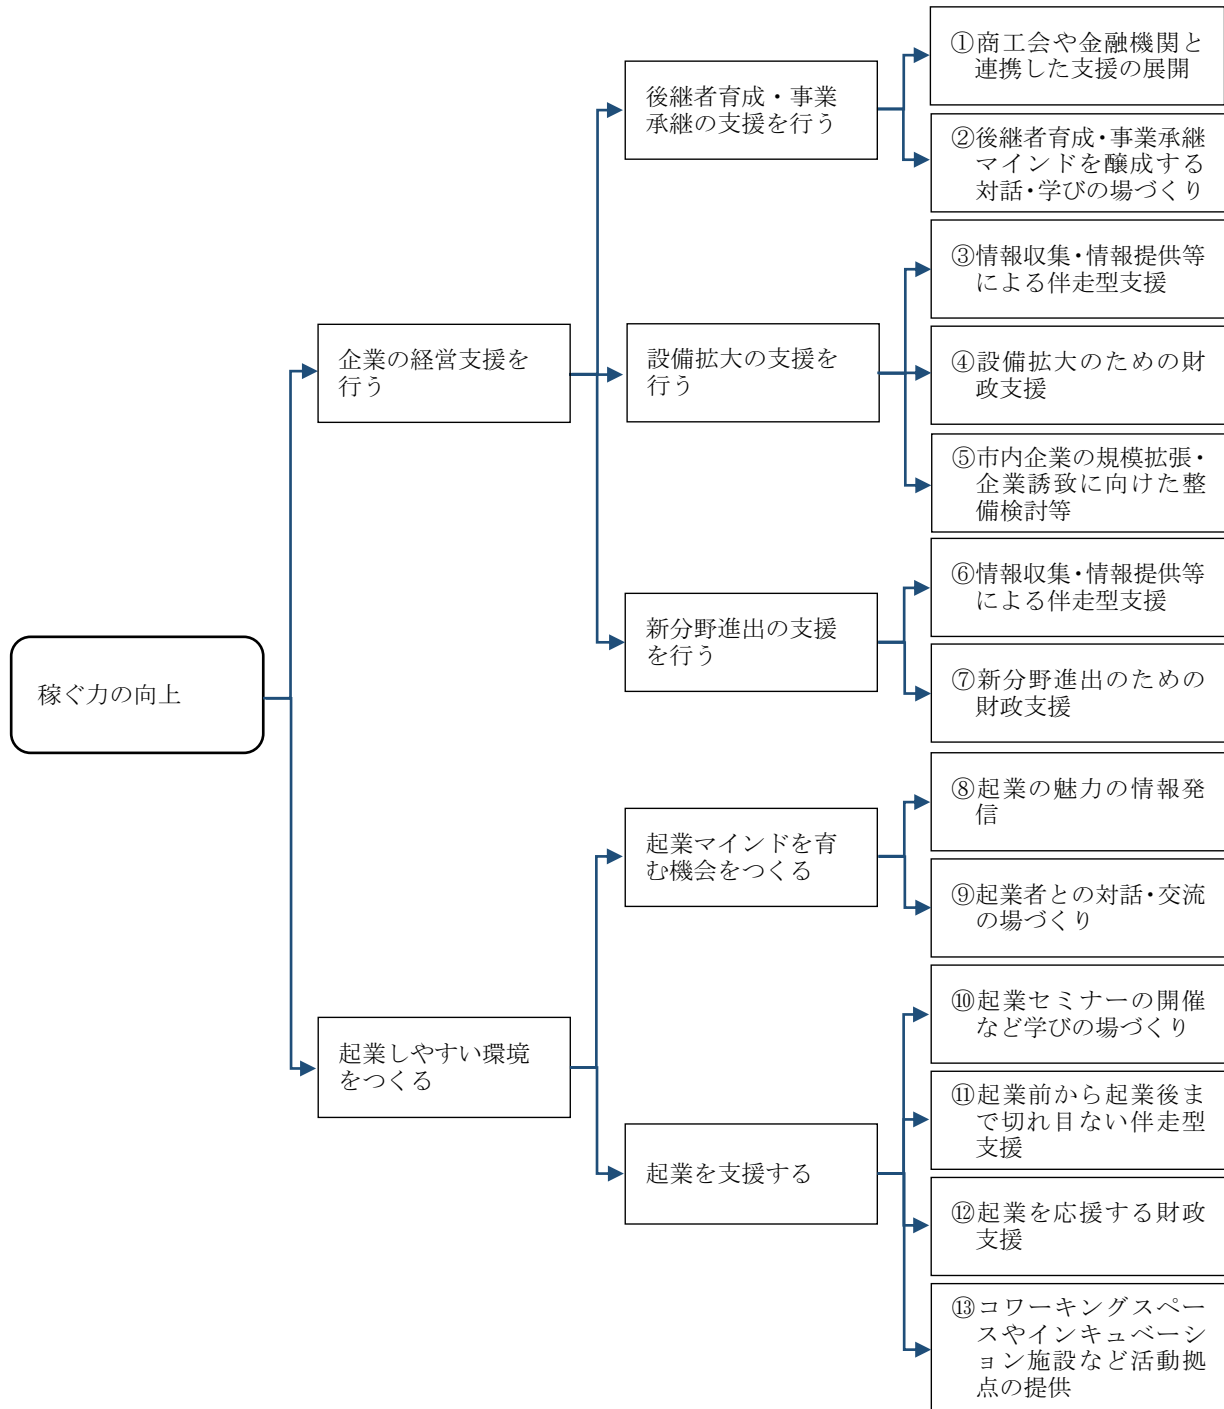 稼ぐ力の向上
企業の経営支援を
行う
後継者育成・事業
承継の支援を行う
①商工会や金融機関と
連携した支援の展開
②後継者育成・事業承継
マインドを醸成する
対話・学びの場づくり
設備拡大の支援を
行う
③情報収集・情報提供等
による伴走型支援
④設備拡大のための財
政支援
⑤市内企業の規模拡張・
企業誘致に向けた整
備検討等
新分野進出の支援
を行う
⑥情報収集・情報提供等
による伴走型支援
⑦新分野進出のための
財政支援
起業しやすい環境
をつくる
起業マインドを育
む機会をつくる
⑧起業の魅力の情報発
信
⑨起業者との対話・交流
の場づくり
起業を支援する
⑩起業セミナーの開催
など学びの場づくり
⑪起業前から起業後ま
で切れ目ない伴走型
支援
⑫起業を応援する財政
支援
⑬コワーキングスペー
スやインキュベーシ
ョン施設など活動拠
点の提供